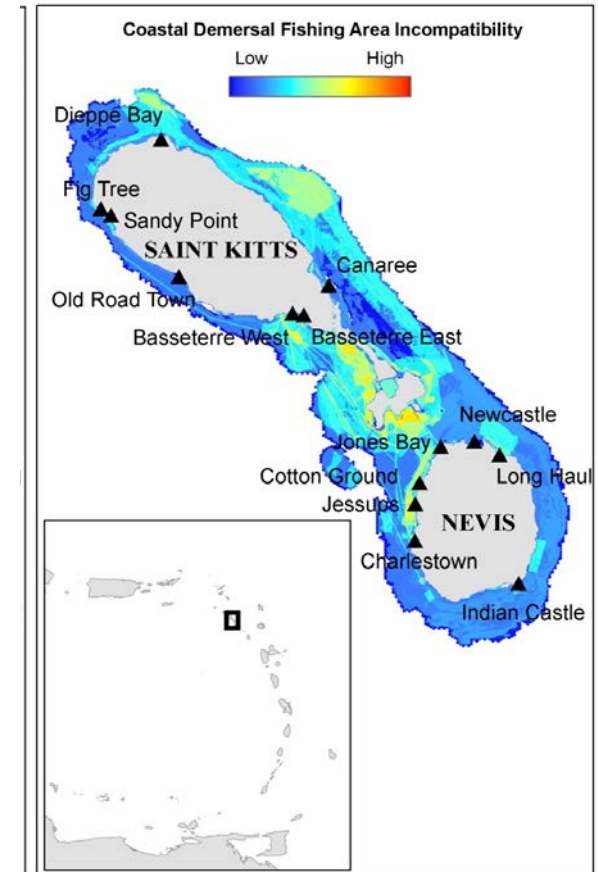 Coastal Demersal Fishing Area Incompatibility
Low High
Dieppe Bay
Fig Tree
Sandy Point
SAINT KITTS
Canaree
Old Road Town
Basseterre West Basseterre East
Newcastle
Jones Bay
Cotton Ground Long Haul
Jessups
NEVIS
Charlestown
Indian Castle